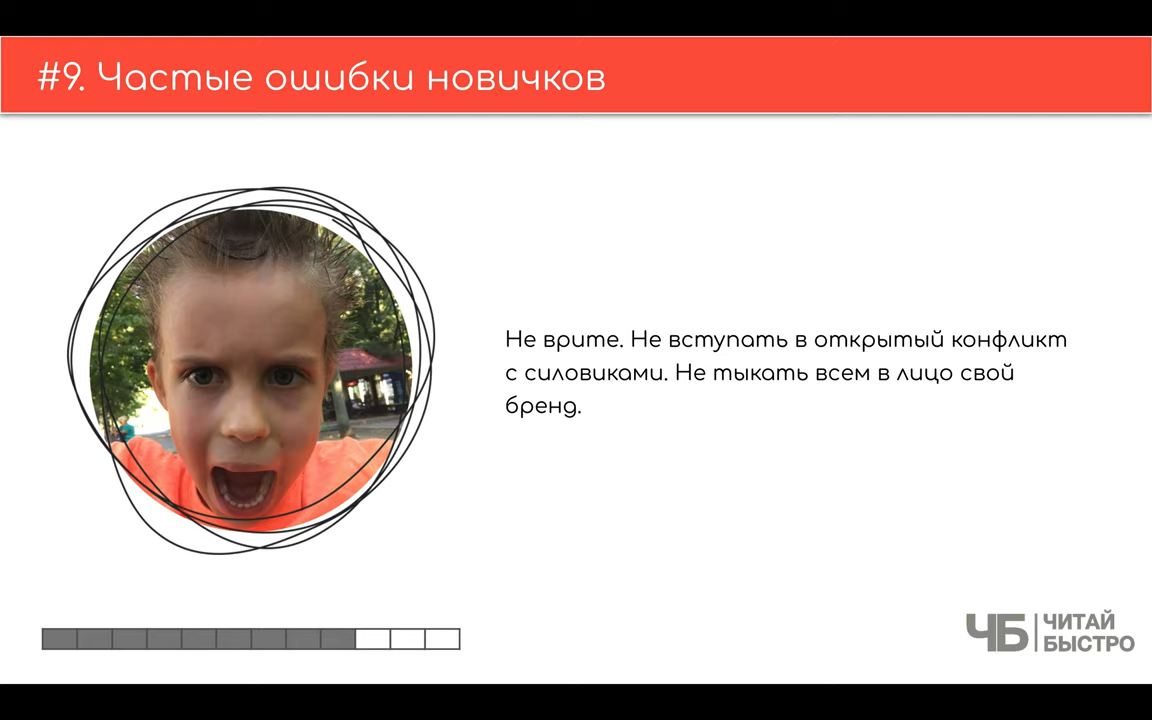 #9. Частые ошибки новичков
Не врите. Не вступать в открытый конфликт
с силовиками. Не тыкать всем в лицо свой
бренд.
ЧБ
ЧИТАЙ
БЫСТРО